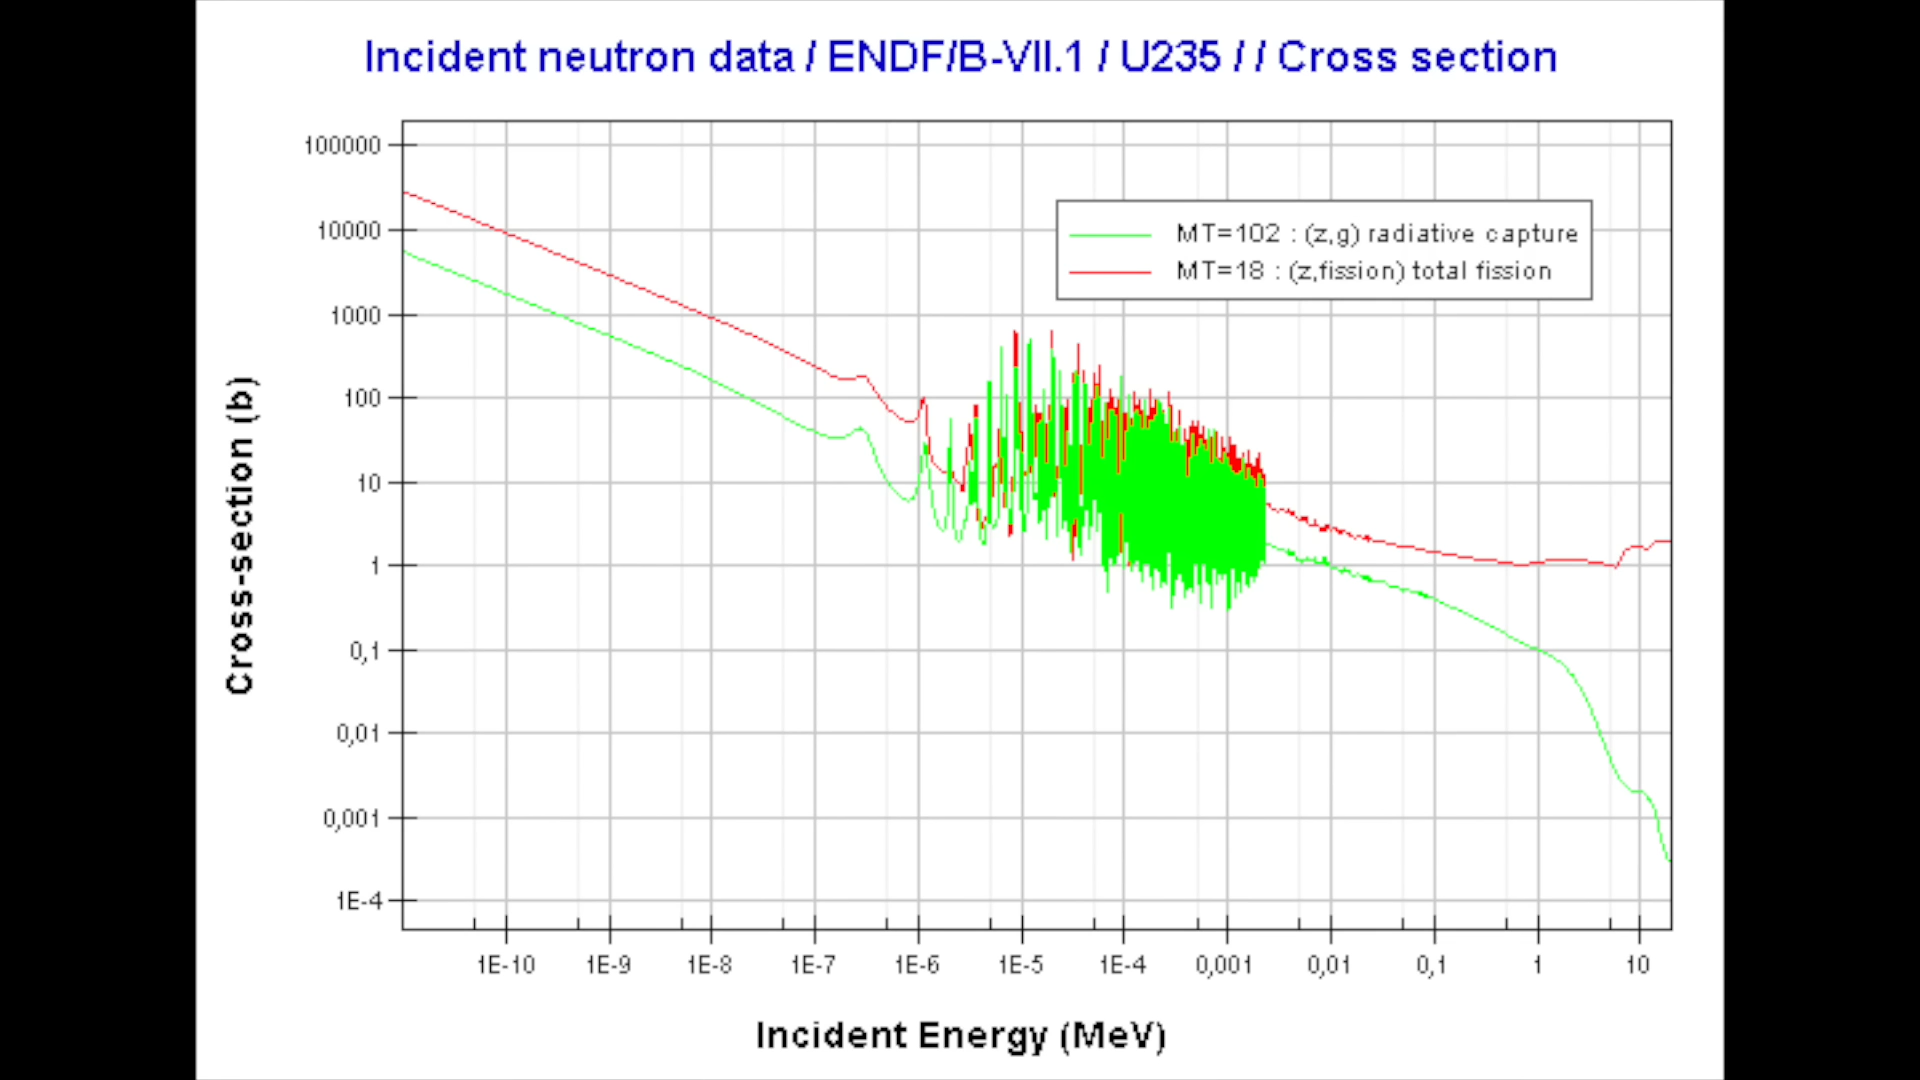 Incident neutron data / ENDF/B-VII.1 / U235 / / Cross section
100000
10000
1000
100
10
1
0,1
0,01
0,001
1E-4
Cross-section (b)
MT=102 : (z,g) radiative capture
MT=18 : (z,fission) total fission
1E-10 1E-9 1E-8 1E-7 1E-6 1E-5 1E-4 0,001 0,01 0,1 1 10
Incident Energy (MeV)